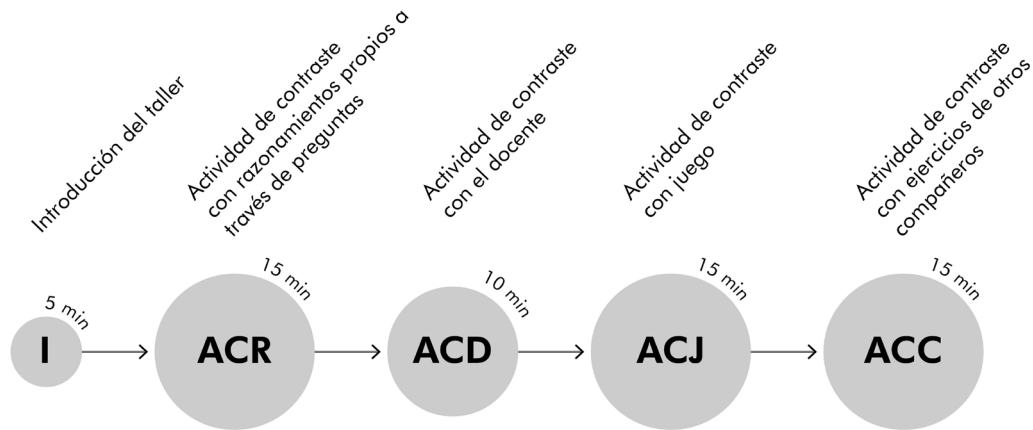 Introducción del taller
Actividad de contraste
con razonamientos propios a
través de preguntas
Actividad de contraste
con el docente
Actividad de contraste
con juego
Actividad de contraste
con ejercicios de otros
compañeros
5 min
15 min
10 min
15 min
15 min
I
ACR
ACD
ACJ
ACC